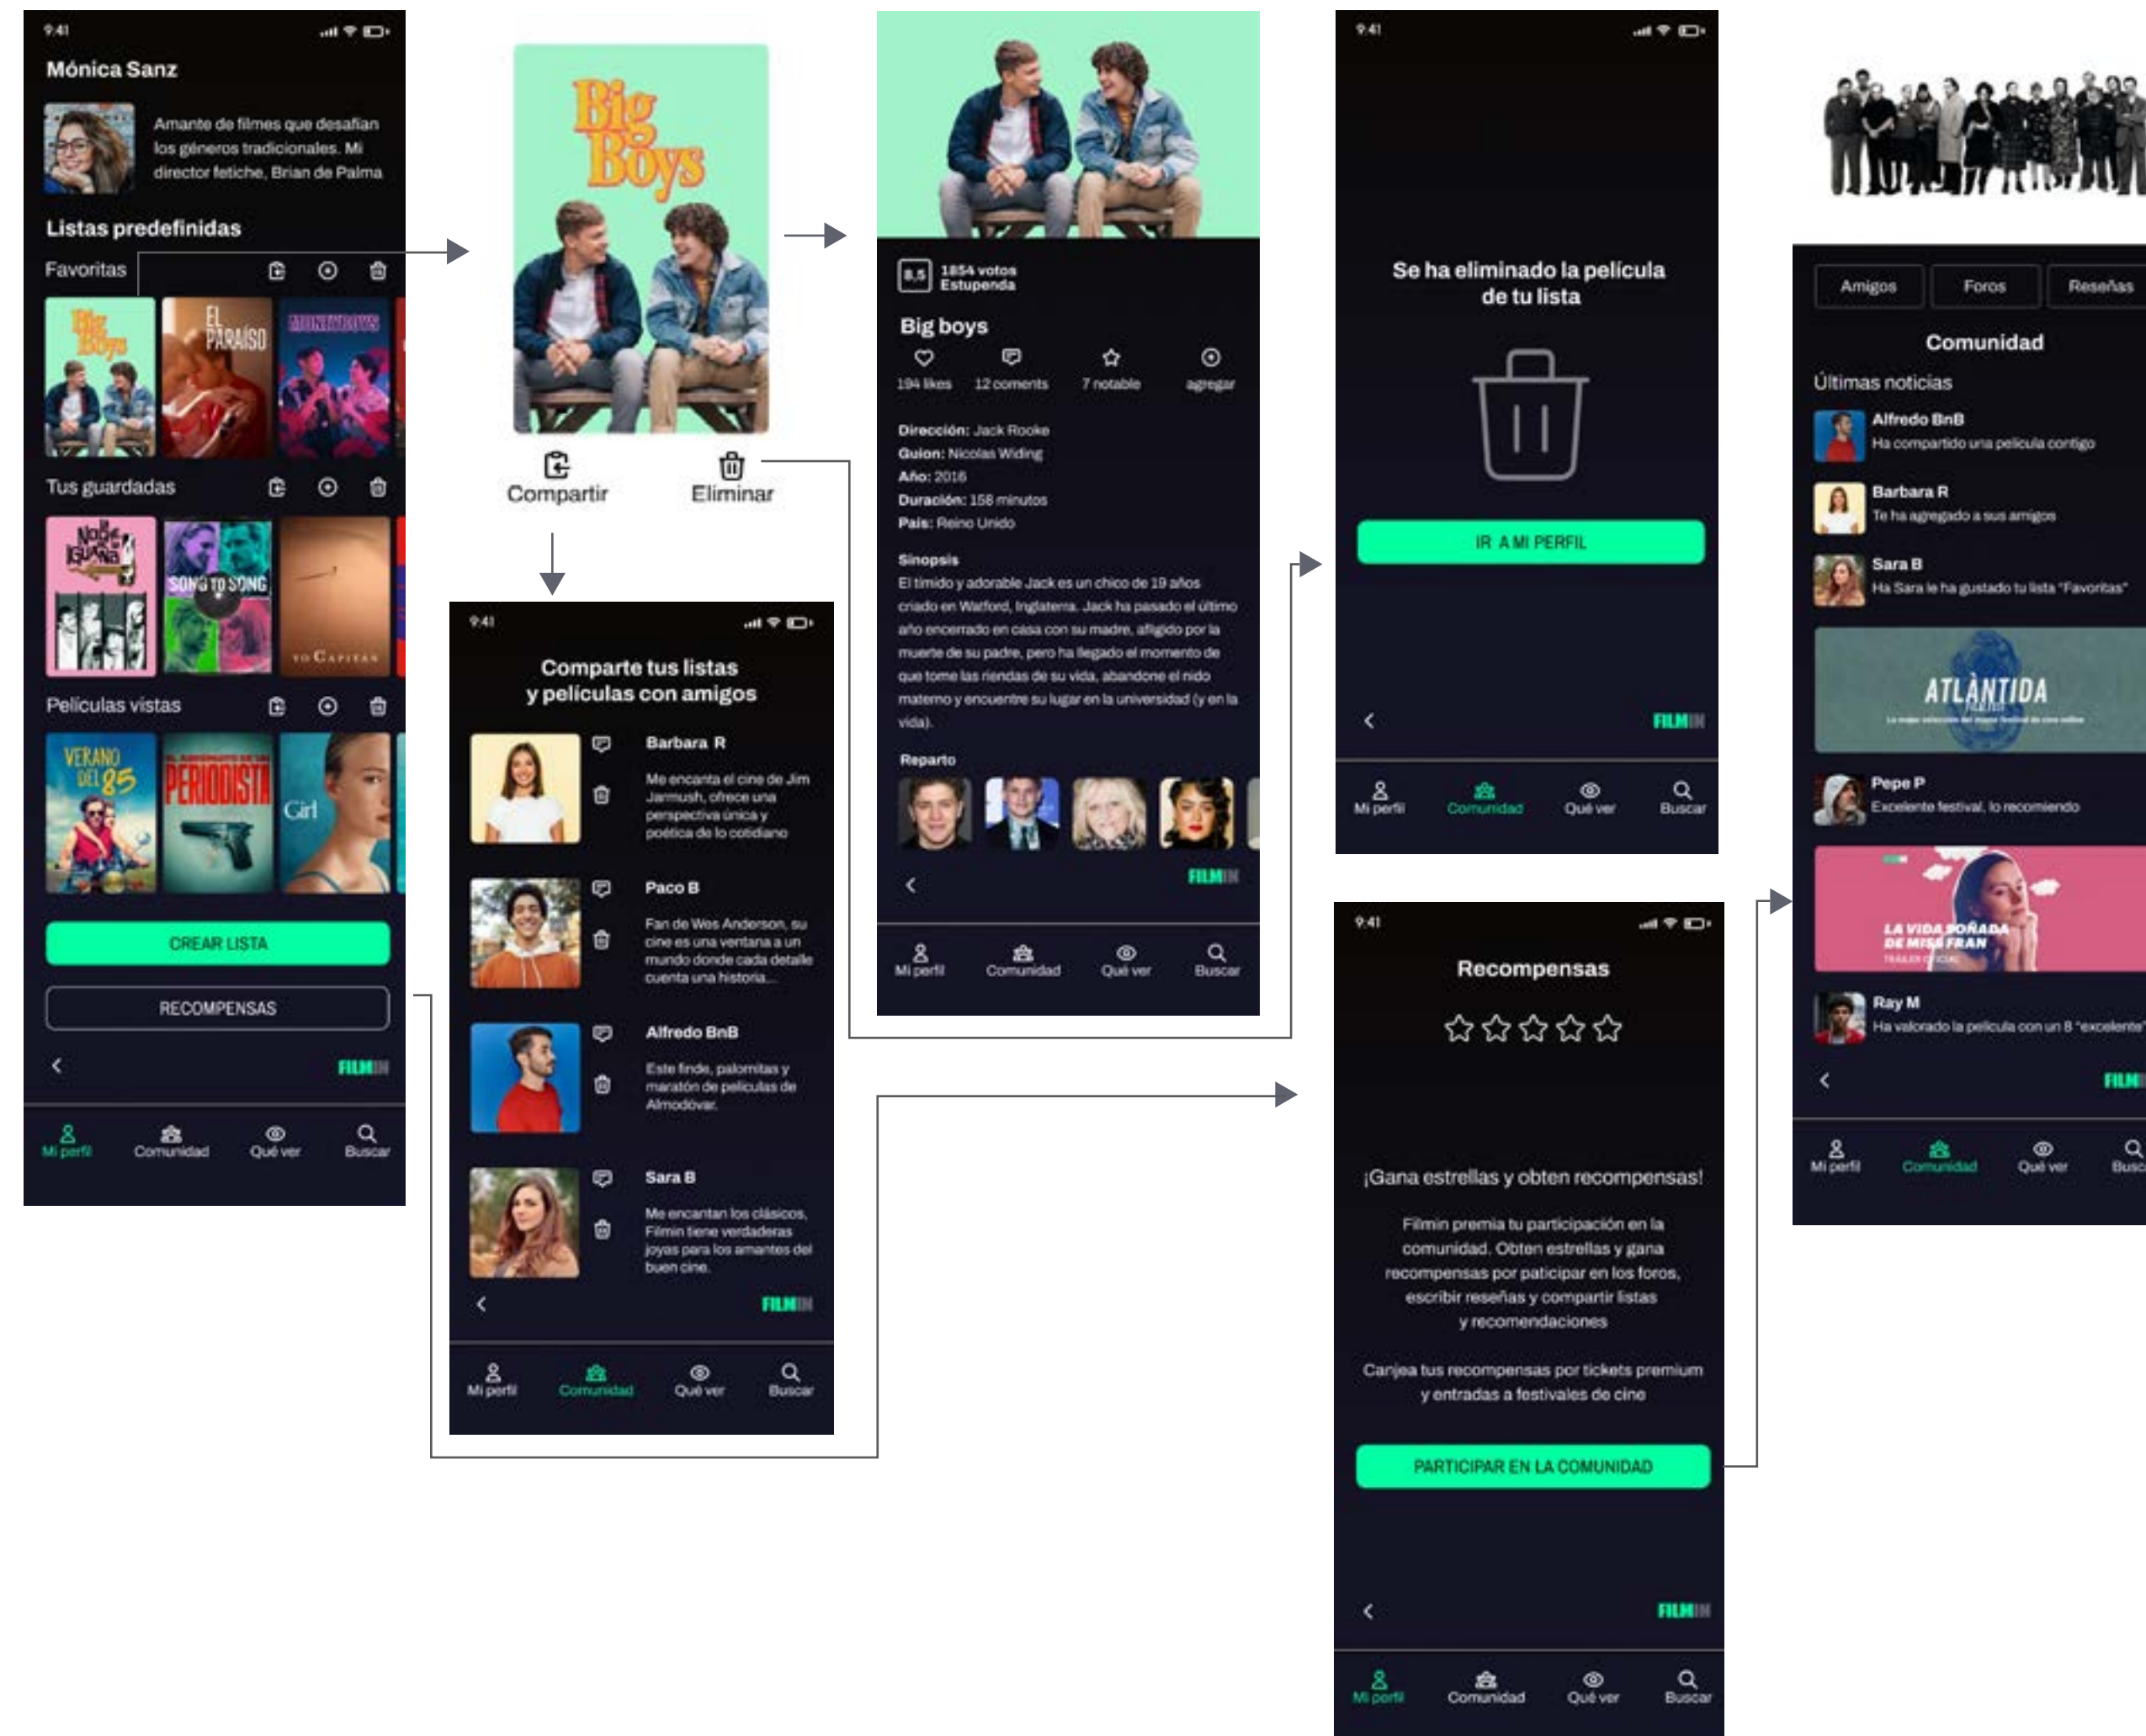 9:41
Mónica Sanz
Amante de filmes que desafían
los géneros tradicionales. Mi
director fetiche, Brian de Palma
Listas predefinidas
Favoritas
Big
Boys
EL
PARAÍSO
MONEYBOYS
Tus guardadas
LA
NOCHE
DE LA
IGUANA
SONG TO SONG
YO CAPITÁN
Películas vistas
VERANO
DEL 85
PERIODISTA
Girl
CREAR LISTA
RECOMPENSAS
FILMIN
Mi perfil
Comunidad
Qué ver
Buscar
Big
Boys
Compartir
Eliminar
9:41
Comparte tus listas
y películas con amigos
Barbara R
Me encanta el cine de Jim
Jarmush, ofrece una
perspectiva única y
poética de lo cotidiano
Paco B
Fan de Wes Anderson, su
cine es una ventana a un
mundo donde cada detalle
cuenta una historia...
Alfredo BnB
Este finde, palomitas y
maratón de películas de
Almodóvar.
Sara B
Me encantan los clásicos,
Filmin tiene verdaderas
joyas para los amantes del
buen cine.
FILMIN
Mi perfil
Comunidad
Qué ver
Buscar
8,5
1854 votos
Estupenda
Big boys
194 likes
12 coments
7 notable
agregar
Dirección: Jack Rooke
Guion: Nicolas Widing
Año: 2016
Duración: 158 minutos
País: Reino Unido
Sinopsis
El tímido y adorable Jack es un chico de 19 años
criado en Watford, Inglaterra. Jack ha pasado el último
año encerrado en casa con su madre, afligido por la
muerte de su padre, pero ha llegado el momento de
que tome las riendas de su vida, abandone el nido
materno y encuentre su lugar en la universidad (y en la
vida).
Reparto
FILMIN
Mi perfil
Comunidad
Qué ver
Buscar
9:41
Se ha eliminado la película
de tu lista
IR A MI PERFIL
FILMIN
Mi perfil
Comunidad
Qué ver
Buscar
9:41
Recompensas
¡Gana estrellas y obten recompensas!
Filmin premia tu participación en la
comunidad. Obten estrellas y gana
recompensas por paticipar en los foros,
escribir reseñas y compartir listas
y recomendaciones
Canjea tus recompensas por tickets premium
y entradas a festivales de cine
PARTICIPAR EN LA COMUNIDAD
FILMIN
Mi perfil
Comunidad
Qué ver
Buscar
Amigos
Foros
Reseñas
Comunidad
Últimas noticias
Alfredo BnB
Ha compartido una película contigo
Barbara R
Te ha agregado a sus amigos
Sara B
Ha Sara le ha gustado tu lista "Favoritas"
ATLÀNTIDA
Pepe P
Excelente festival, lo recomiendo
LA VIDA SOÑADA
DE MISS FRAN
TRÁILER OFICIAL
Ray M
Ha valorado la película con un 8 "excelente"
FILMI
Mi perfil
Comunidad
Qué ver
Busca